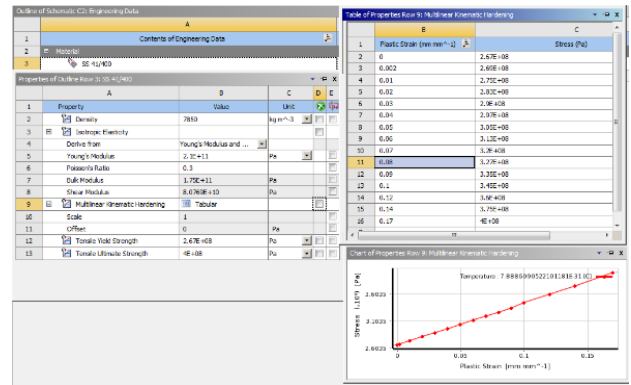 Outline of Schematic C2: Engineering Data
A
1 Contents of Engineering Data
2 Material
3 SS 41/400
Properties of Outline Row 3: SS 41/400
A B C D E
1 Property Value Unit
2 Density 7850 kg m^-3
3 Isotropic Elasticity
4 Derive from Young's Modulus and ...
5 Young's Modulus 2.1E+11 Pa
6 Poisson's Ratio 0.3
7 Bulk Modulus 1.75E+11 Pa
8 Shear Modulus 8.0769E+10 Pa
9 Multilinear Kinematic Hardening Tabular
10 Scale 1
11 Offset 0 Pa
12 Tensile Yield Strength 2.67E+08 Pa
13 Tensile Ultimate Strength 4E+08 Pa
Table of Properties Row 9: Multilinear Kinematic Hardening
B C
1 Plastic Strain (mm mm^-1) Stress (Pa)
2 0 2.67E+08
3 0.002 2.69E+08
4 0.01 2.75E+08
5 0.02 2.83E+08
6 0.03 2.9E+08
7 0.04 2.97E+08
8 0.05 3.05E+08
9 0.06 3.13E+08
10 0.07 3.2E+08
11 0.08 3.27E+08
12 0.09 3.35E+08
13 0.1 3.45E+08
14 0.12 3.6E+08
15 0.14 3.75E+08
16 0.17 4E+08
Chart of Properties Row 9: Multilinear Kinematic Hardening
Stress [Pa]
0 0.05 0.1 0.15
Plastic Strain [mm mm^-1]